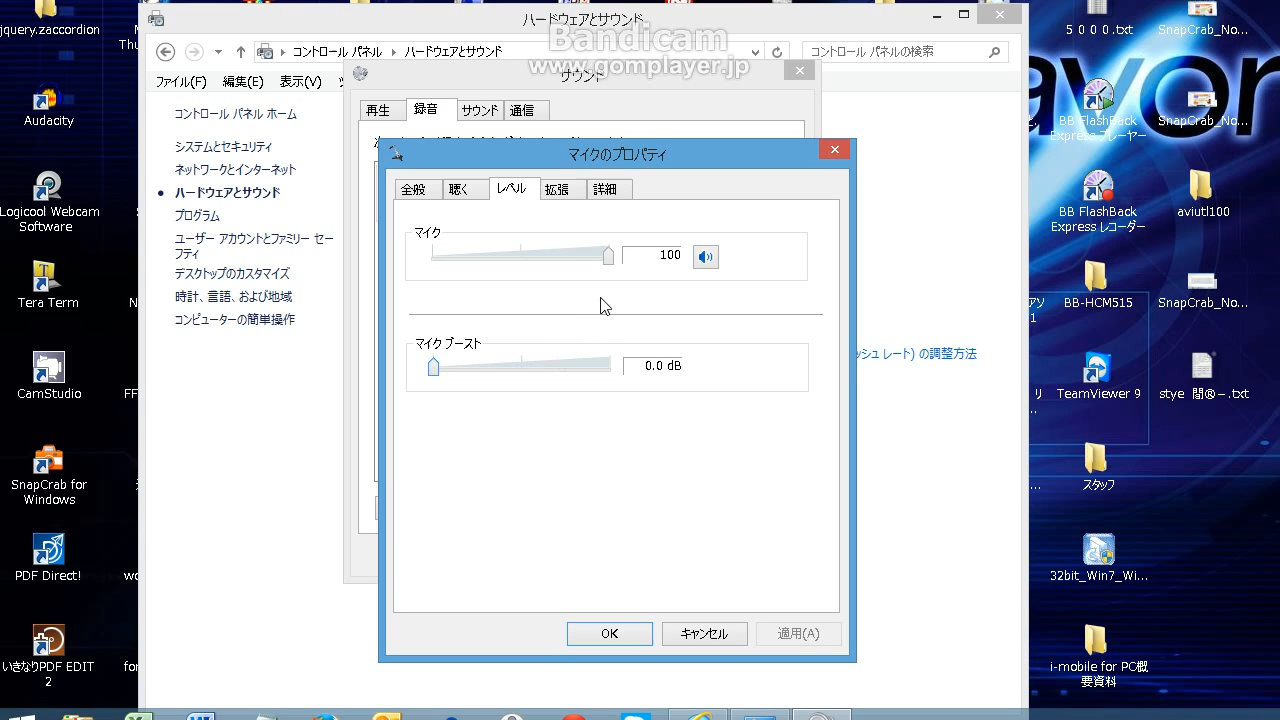 jquery.zaccordion
Audacity
Logicool Webcam
Software
Tera Term
CamStudio
SnapCrab for
Windows
PDF Direct!
いきなりPDF EDIT
2
ハードウェアとサウンド
Bandicam
www.gomplayer.jp
コントロール パネル
ハードウェアとサウンド
コントロール パネルの検索
ファイル(F)
編集(E)
表示(V)
コントロール パネル ホーム
システムとセキュリティ
ネットワークとインターネット
ハードウェアとサウンド
プログラム
ユーザー アカウントとファミリー セー
フティ
デスクトップのカスタマイズ
時計、言語、および地域
コンピューターの簡単操作
ッシュ レート) の調整方法
サウンド
再生
録音
サウンド
通信
マイクのプロパティ
全般
聴く
レベル
拡張
詳細
マイク
100
マイク ブースト
0.0 dB
OK
キャンセル
適用(A)
5 0 0 0 .txt
SnapCrab_No...
BB FlashBack
Express プレーヤー
SnapCrab_No...
BB FlashBack
Express レコーダー
aviutl100
BB-HCM515
SnapCrab_No...
TeamViewer 9
スタッフ
32bit_Win7_Wi...
i-mobile for PC概
要資料